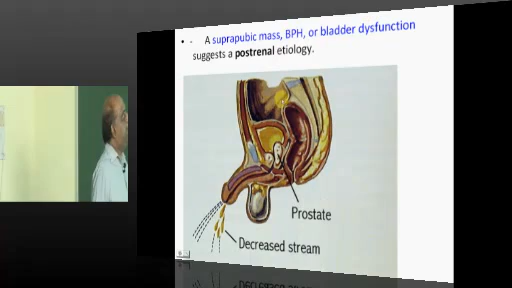 • - A suprapubic mass, BPH, or bladder dysfunction
suggests a postrenal etiology.
Prostate
Decreased stream